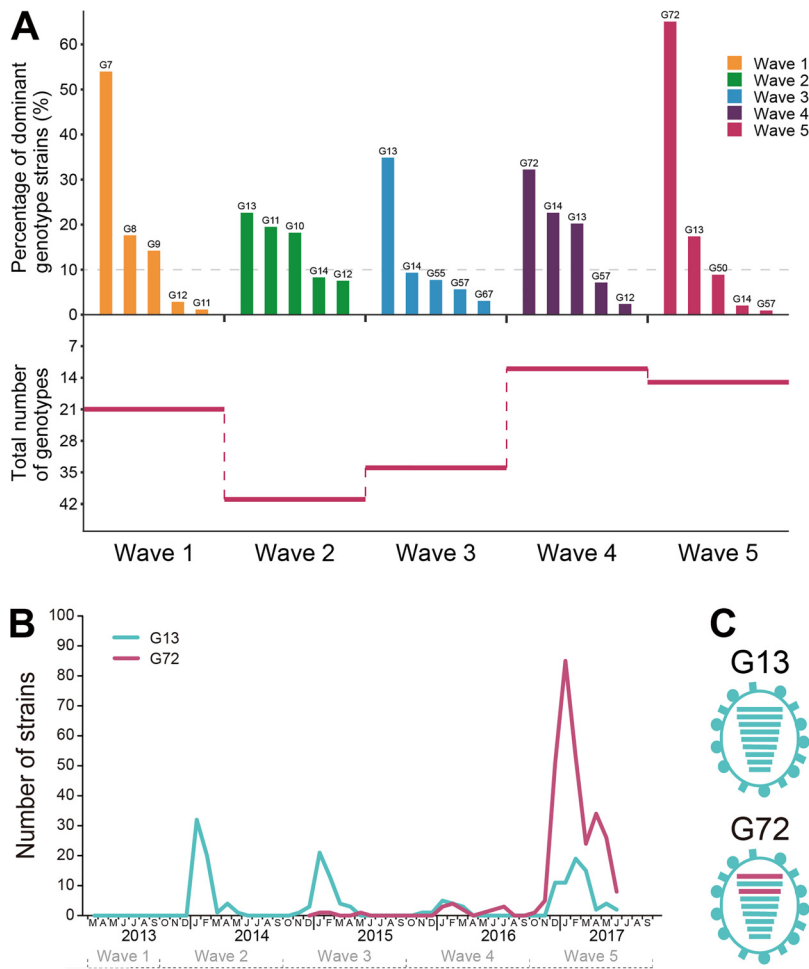 A
Percentage of dominant
genotype strains (%)
60
50
40
30
20
10
0
G7
G8
G9
G12
G11
G13
G11
G10
G14
G12
G13
G14
G55
G57
G67
G72
G14
G13
G57
G12
G72
G13
G50
G14
G57
Wave 1
Wave 2
Wave 3
Wave 4
Wave 5
Total number
of genotypes
7
14
21
28
35
42
Wave 1 Wave 2 Wave 3 Wave 4 Wave 5
B
Number of strains
100
90
80
70
60
50
40
30
20
10
0
G13
G72
M A M J J A S O N D J F M A M J J A S O N D J F M A M J J A S O N D J F M A M J J A S O N D J F M A M J J A S
2013 2014 2015 2016 2017
Wave 1 Wave 2 Wave 3 Wave 4 Wave 5
C
G13
G72